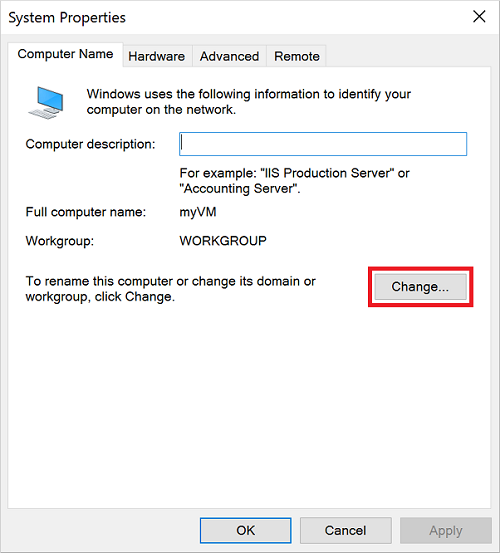 System Properties
Computer Name Hardware Advanced Remote
Windows uses the following information to identify your
computer on the network.
Computer description:
For example: "IIS Production Server" or
"Accounting Server".
Full computer name: myVM
Workgroup: WORKGROUP
To rename this computer or change its domain or
workgroup, click Change.
Change...
OK Cancel Apply